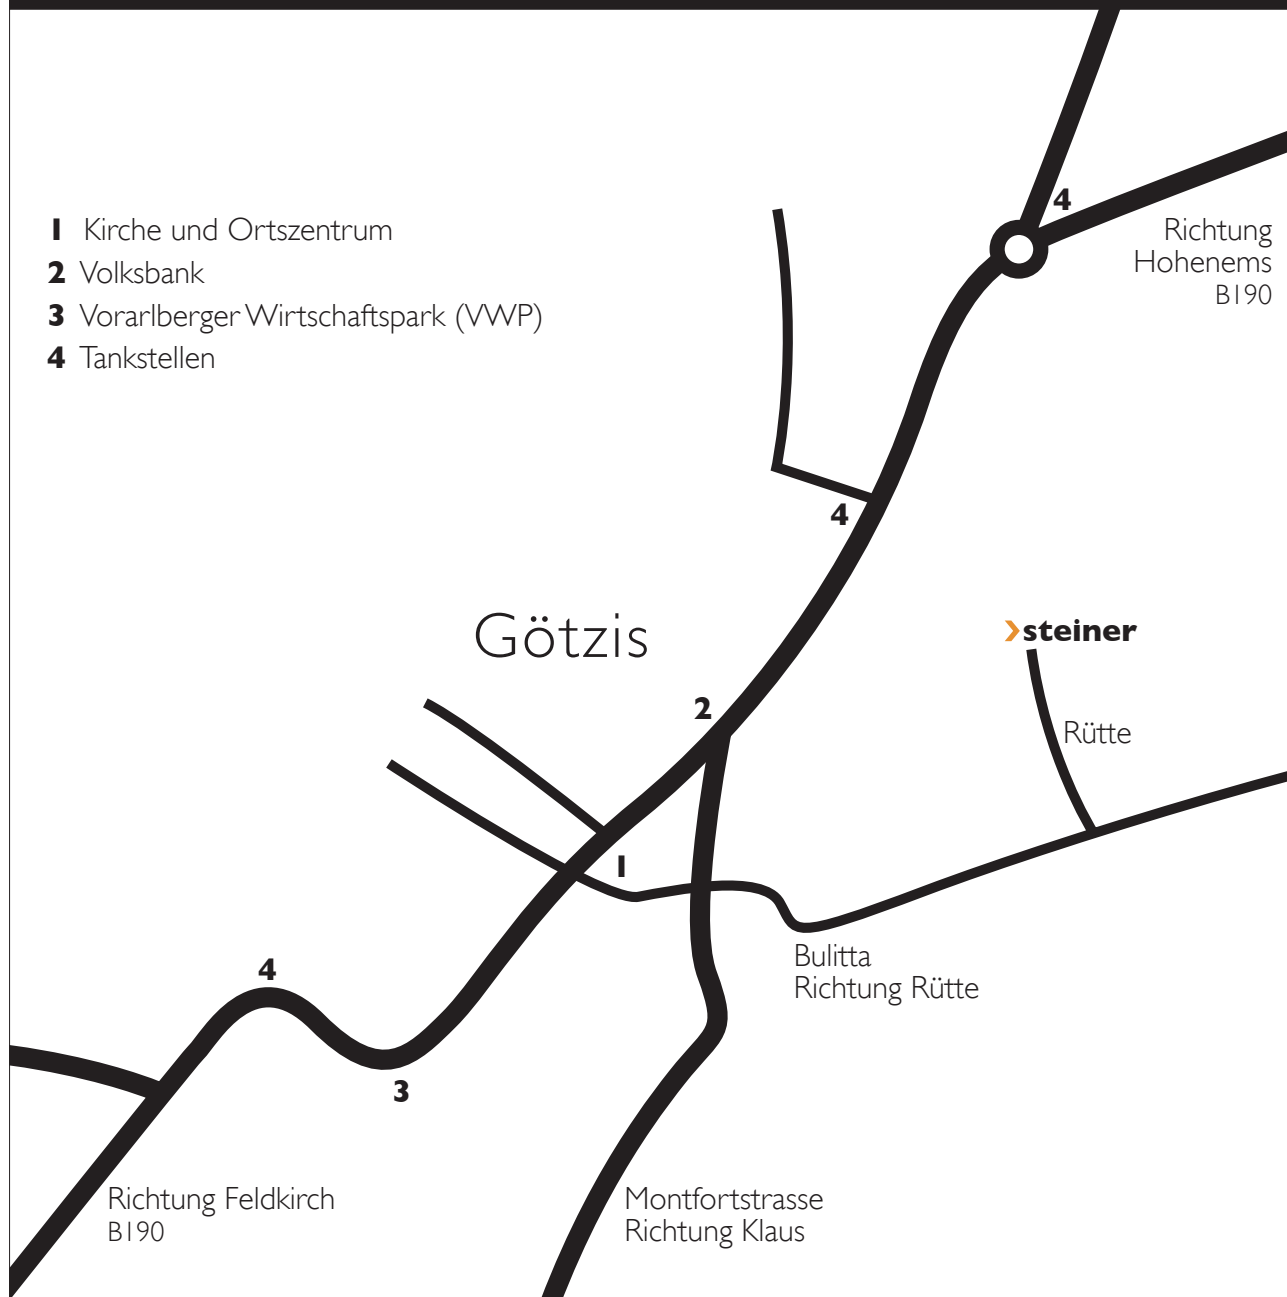 1 Kirche und Ortszentrum
2 Volksbank
3 Vorarlberger Wirtschaftspark (VWP)
4 Tankstellen
4
Richtung
Hohenems
B190
4
Götzis
›steiner
2
Rütte
1
Bulitta
Richtung Rütte
4
3
Richtung Feldkirch
B190
Montfortstrasse
Richtung Klaus